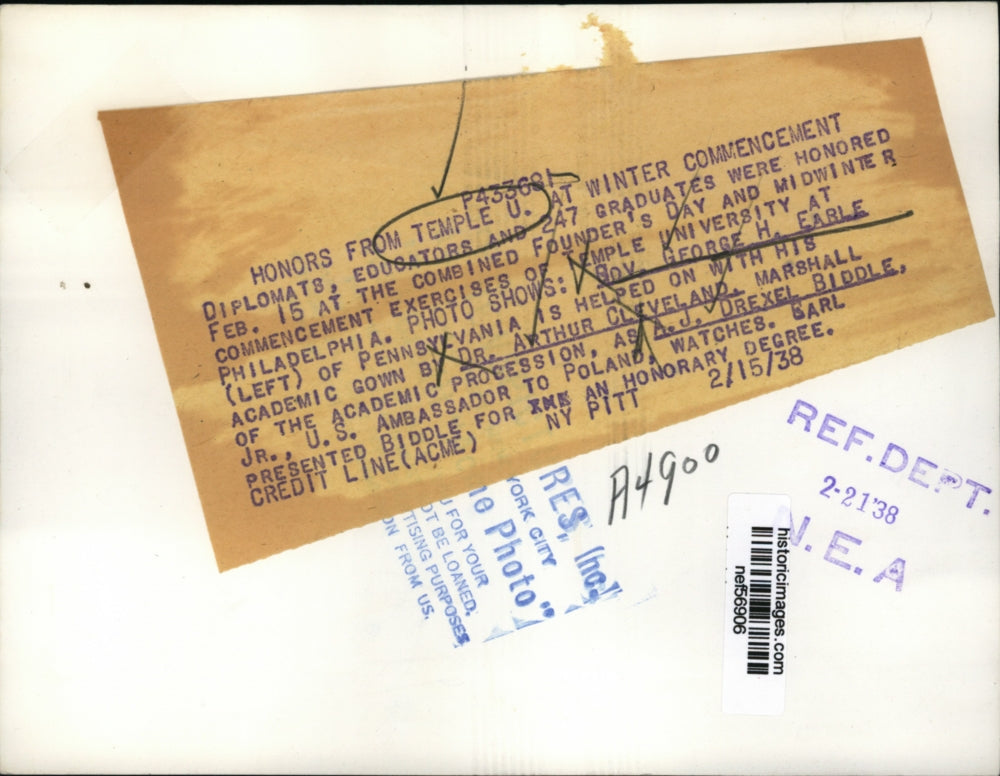 P433681
HONORS FROM TEMPLE U. AT WINTER COMMENCEMENT
DIPLOMATS, EDUCATORS AND 247 GRADUATES WERE HONORED
FEB. 15 AT THE COMBINED FOUNDER'S DAY AND MIDWINTER
COMMENCEMENT EXERCISES OF TEMPLE UNIVERSITY AT
PHILADELPHIA. PHOTO SHOWS: GOV. GEORGE H. EARLE
(LEFT) OF PENNSYLVANIA IS HELPED ON WITH HIS
ACADEMIC GOWN BY DR. ARTHUR CLEVELAND, MARSHALL
OF THE ACADEMIC PROCESSION, AS A.J. DREXEL BIDDLE,
JR., U.S. AMBASSADOR TO POLAND, WATCHES. EARL
PRESENTED BIDDLE FOR AN HONORARY DEGREE.
CREDIT LINE(ACME) NY PITT 2/15/38
A4900
REF. DEPT.
2-21'38
N. E. A
RES, Inc.
YORK CITY
Photo"
FOR YOUR
OT BE LOANED,
TISING PURPOSES
ON FROM US.
historicimages.com
nef56906